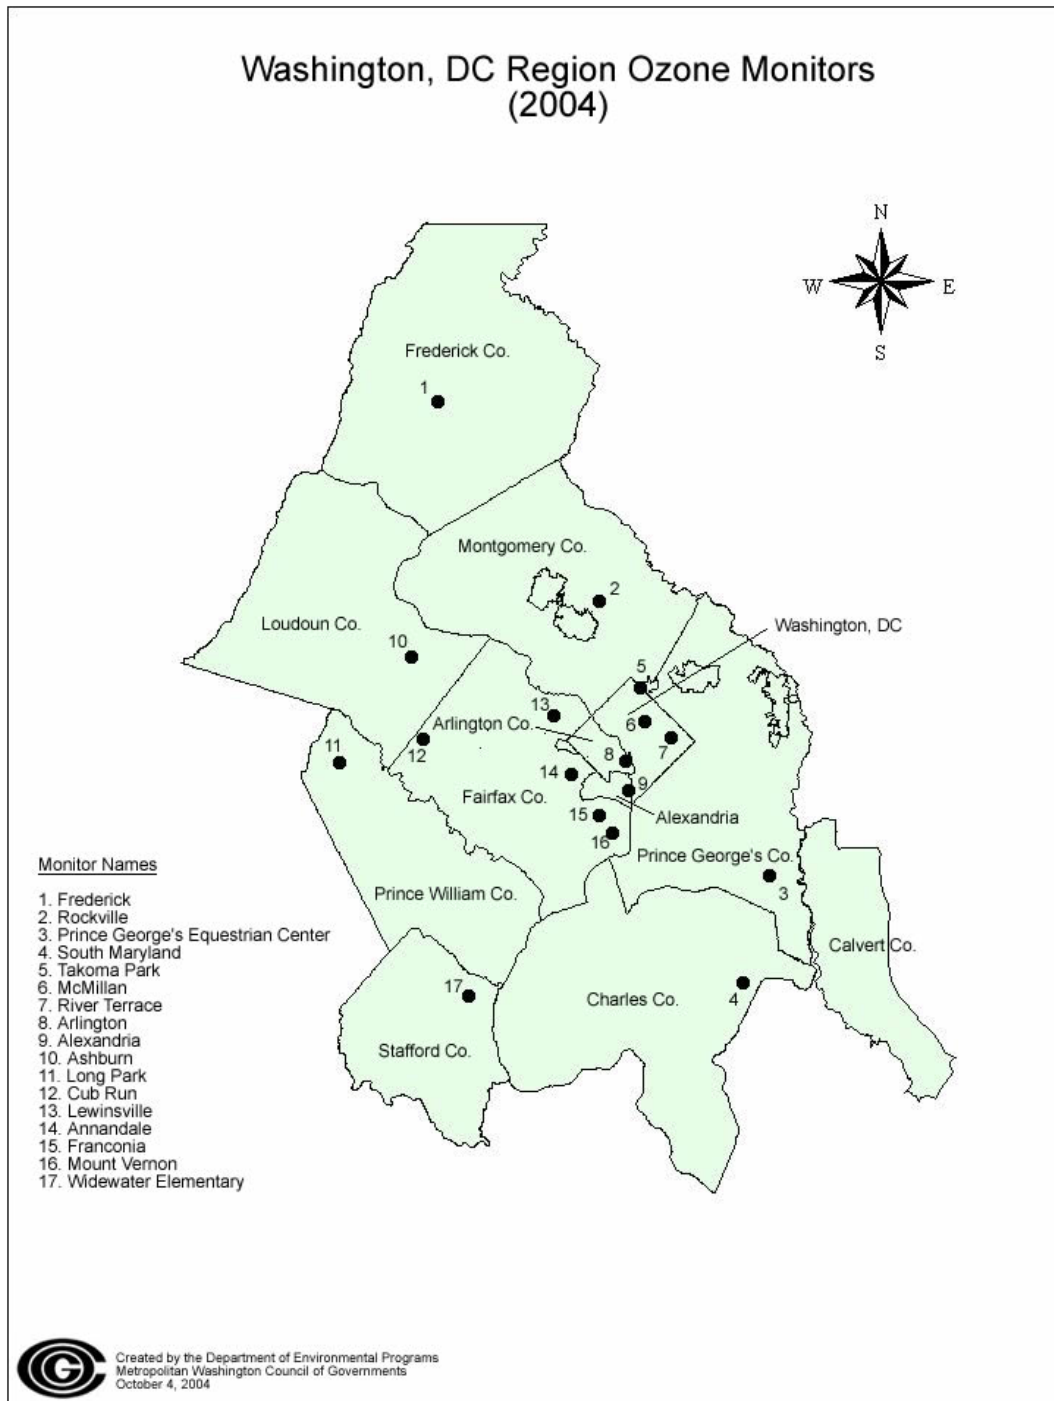 Washington, DC Region Ozone Monitors
(2004)
N
W
E
S
Frederick Co.
1
Montgomery Co.
2
Loudoun Co.
Washington, DC
10
5
13
Arlington Co.
6
11
12
7
8
14
9
Fairfax Co.
15
Alexandria
16
Prince George's Co.
3
Monitor Names
Prince William Co.
1. Frederick
2. Rockville
3. Prince George's Equestrian Center
4. South Maryland
5. Takoma Park
6. McMillan
7. River Terrace
8. Arlington
9. Alexandria
10. Ashburn
11. Long Park
12. Cub Run
13. Lewinsville
14. Annandale
15. Franconia
16. Mount Vernon
17. Widewater Elementary
Calvert Co.
17
Charles Co.
4
Stafford Co.
COG
Created by the Department of Environmental Programs
Metropolitan Washington Council of Governments
October 4, 2004